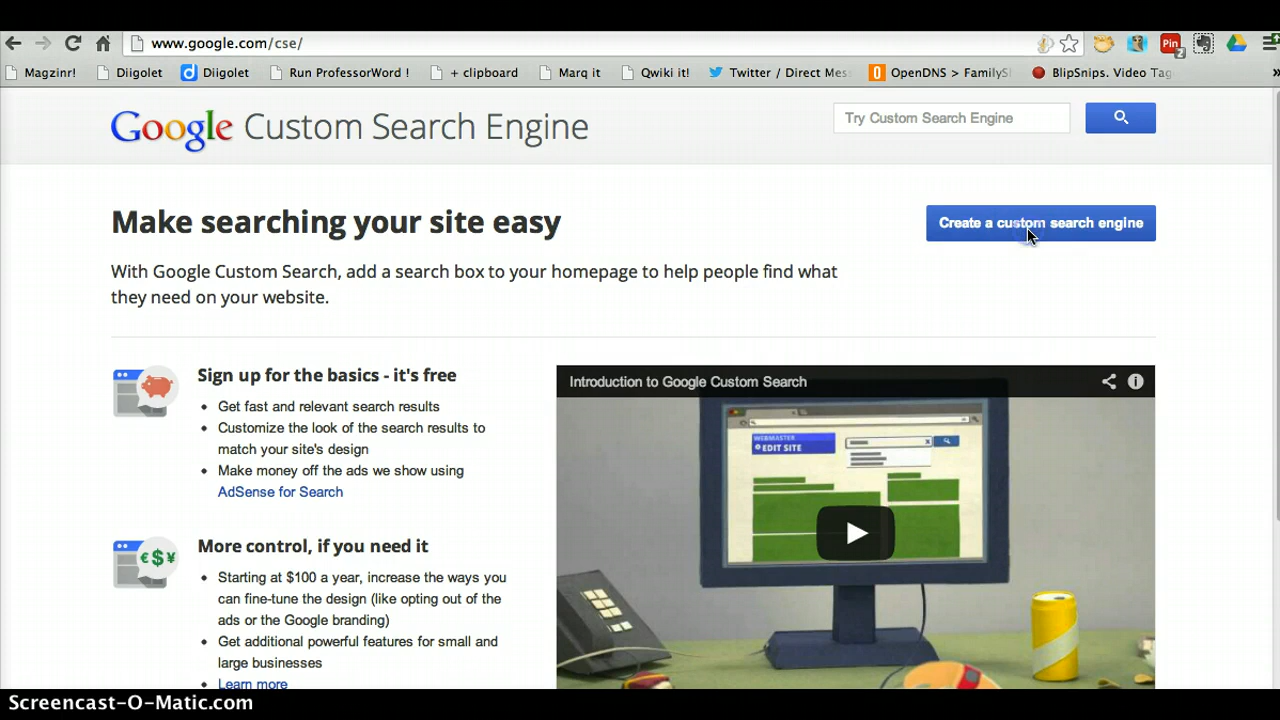 www.google.com/cse/
Pin
2
Magzinr!
Diigolet
d Diigolet
Run ProfessorWord !
+ clipboard
Marq it
Qwiki it!
Twitter / Direct Mes
OpenDNS > FamilyS
BlipSnips. Video Tag
»
Google Custom Search Engine
Try Custom Search Engine
Make searching your site easy
Create a custom search engine
With Google Custom Search, add a search box to your homepage to help people find what
they need on your website.
Sign up for the basics - it's free
• Get fast and relevant search results
• Customize the look of the search results to
match your site's design
• Make money off the ads we show using
AdSense for Search
Introduction to Google Custom Search
WEBMASTER
EDIT SITE
x
More control, if you need it
€$¥
• Starting at $100 a year, increase the ways you
can fine-tune the design (like opting out of the
ads or the Google branding)
• Get additional powerful features for small and
large businesses
• Learn more
Screencast-O-Matic.com